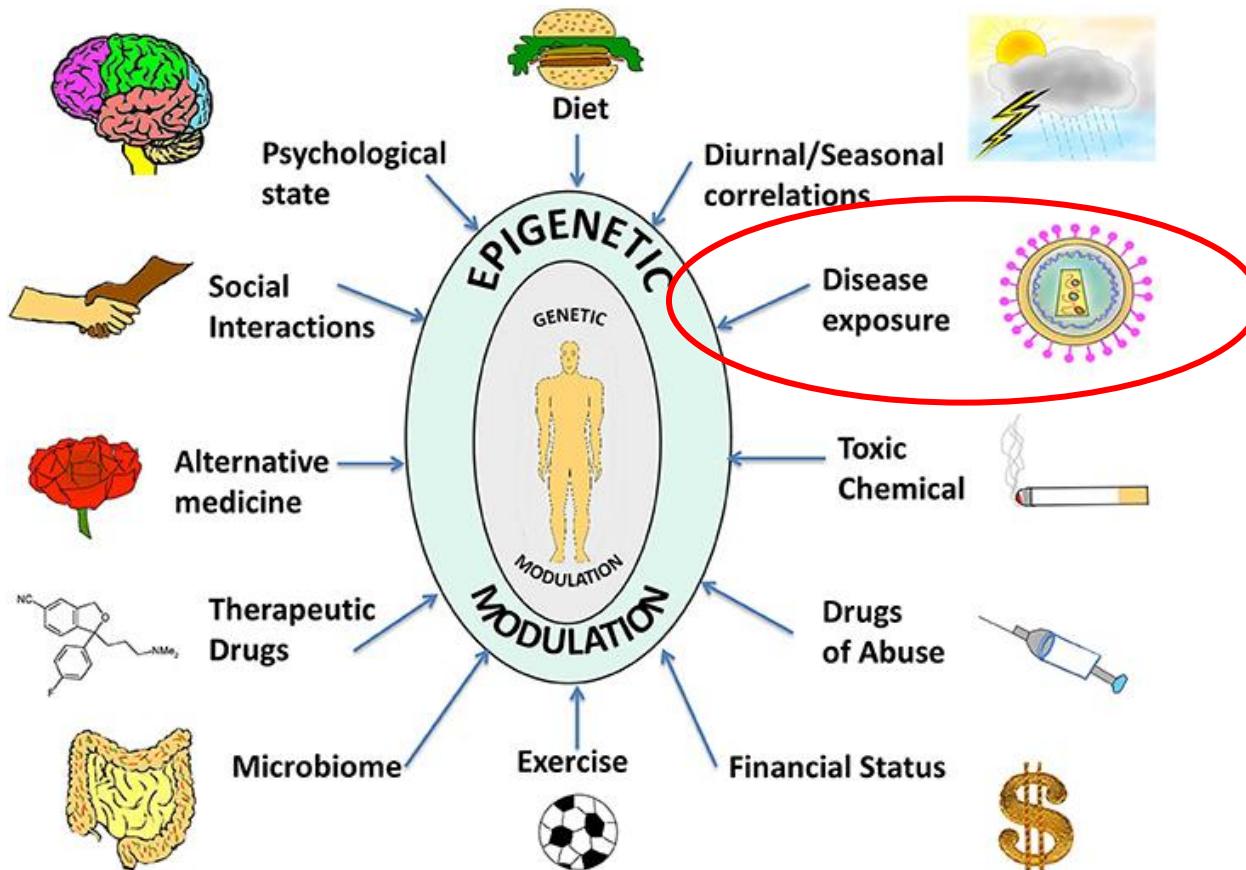 Diet
Psychological
state
Diurnal/Seasonal
correlations
EPIGENETIC
Social
Interactions
GENETIC
Disease
exposure
Alternative
medicine
Toxic
Chemical
MODULATION
Therapeutic
Drugs
NC
O
NMe₂
F
MODULATION
Drugs
of Abuse
Microbiome
Exercise
Financial Status
$